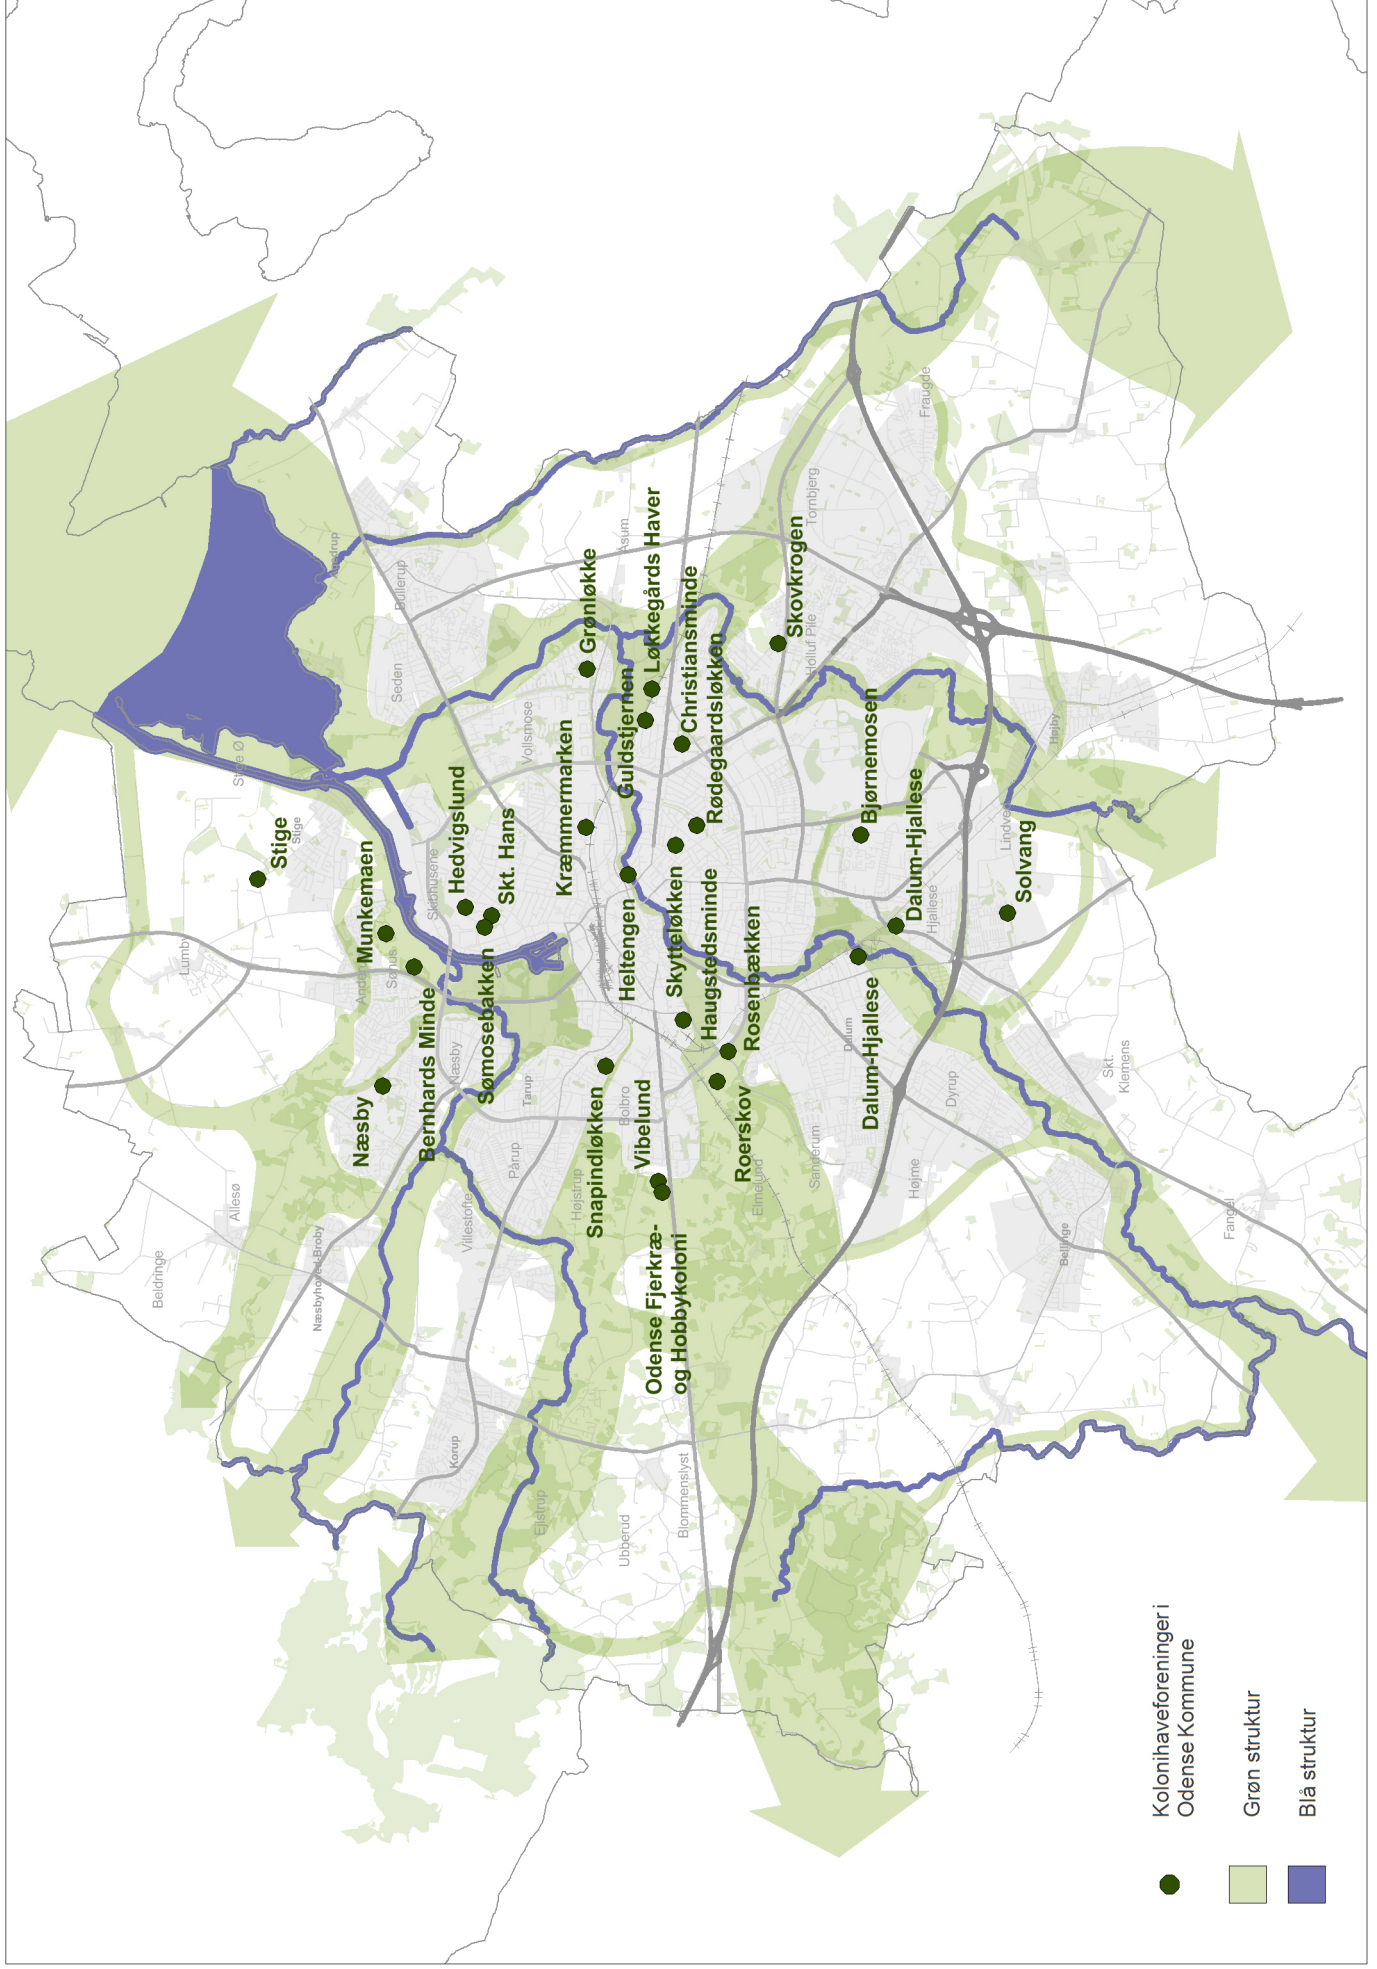 Stige
Stige
Stige Ø
Lumby
Munkemaen
Anderup
Seden
Bullerup
Hedvigslund
Skt. Hans
Skibhusene
Vollsmose
Næsby
Bernhards Minde
Næsby
Sømosebakken
Allesø
Beldringe
Næsbyhoved-Broby
Villestofte
Pårup
Tarup
Korup
Kræmmermarken
Grønløkke
Guldstjernen
Løkkegårds Haver
Åsum
Christiansminde
Rødegaardsløkken
Heltengen
Skytteløkken
Haugstedsminde
Rosenbækken
Snapindløkken
Bolbro
Vibelund
Højstrup
Odense Fjerkræ-
og Hobbykoloni
Roerskov
Elmelund
Sanderum
Ejlstrup
Ubberud
Blommenslyst
Skovkrogen
Tornbjerg
Holluf Pile
Fraugde
Bjørnemosen
Dalum-Hjallese
Hjallese
Dalum-Hjallese
Dalum
Solvang
Højby
Højme
Dyrup
Skt.
Klemens
Bellinge
Fangel
Kolonihaveforeninger i
Odense Kommune
Grøn struktur
Blå struktur